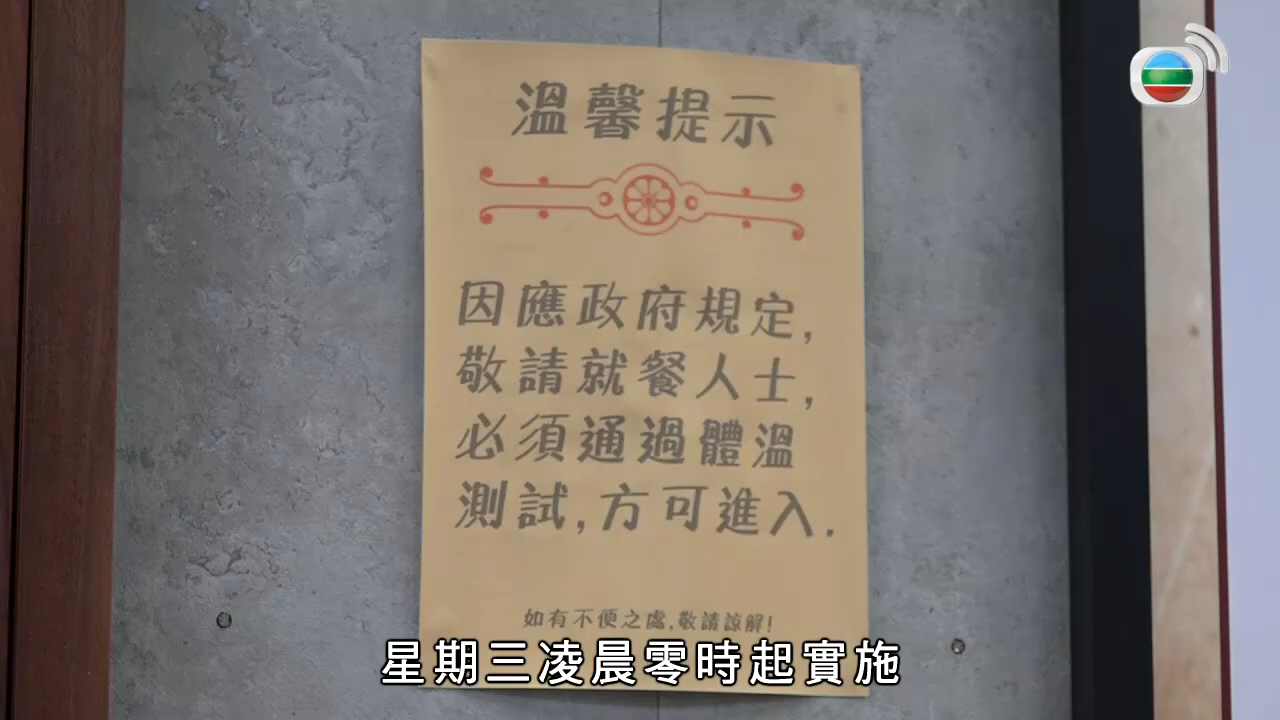 溫馨提示
因應政府規定,
敬請就餐人士,
必須通過體溫
測試,方可進入.
如有不便之處,敬請諒解!
星期三凌晨零時起實施